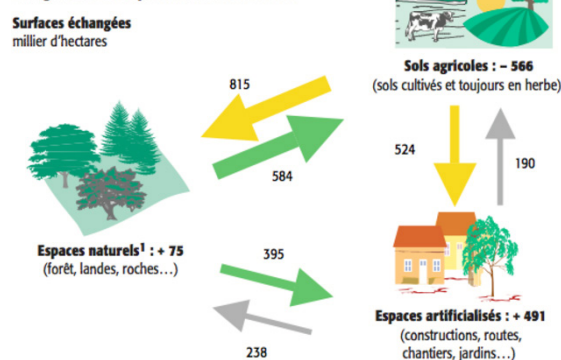 Surfaces échangées
millier d'hectares
Sols agricoles : – 566
(sols cultivés et toujours en herbe)
815
584
524
190
Espaces naturels¹ : + 75
(forêt, landes, roches…)
395
238
Espaces artificialisés : + 491
(constructions, routes,
chantiers, jardins…)